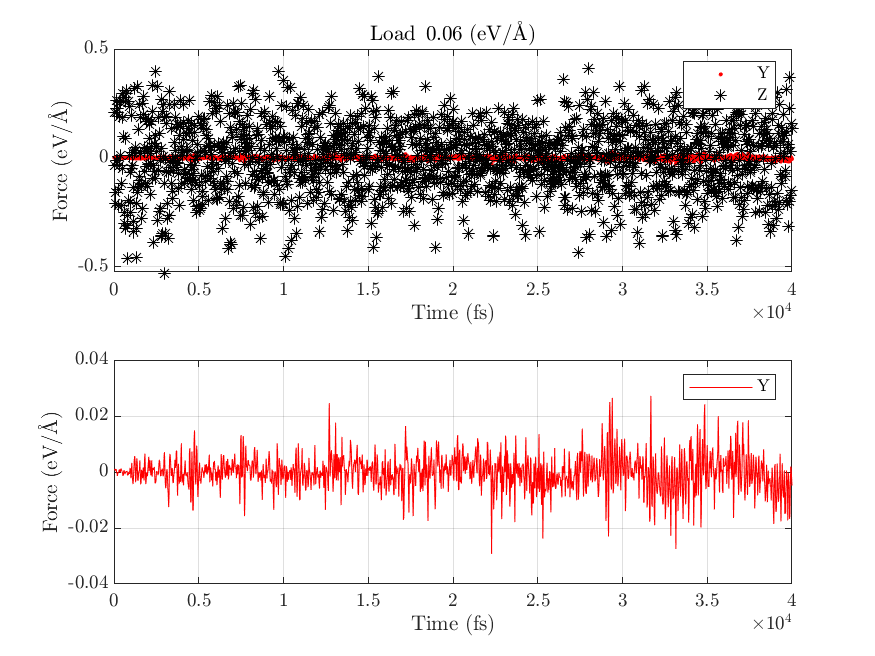 Load 0.06 (eV/Å)
0.5
0
-0.5
Force (eV/Å)
Y
Z
0 0.5 1 1.5 2 2.5 3 3.5 4
Time (fs)
×10^4
0.04
0.02
0
-0.02
-0.04
Force (eV/Å)
Y
0 0.5 1 1.5 2 2.5 3 3.5 4
Time (fs)
×10^4